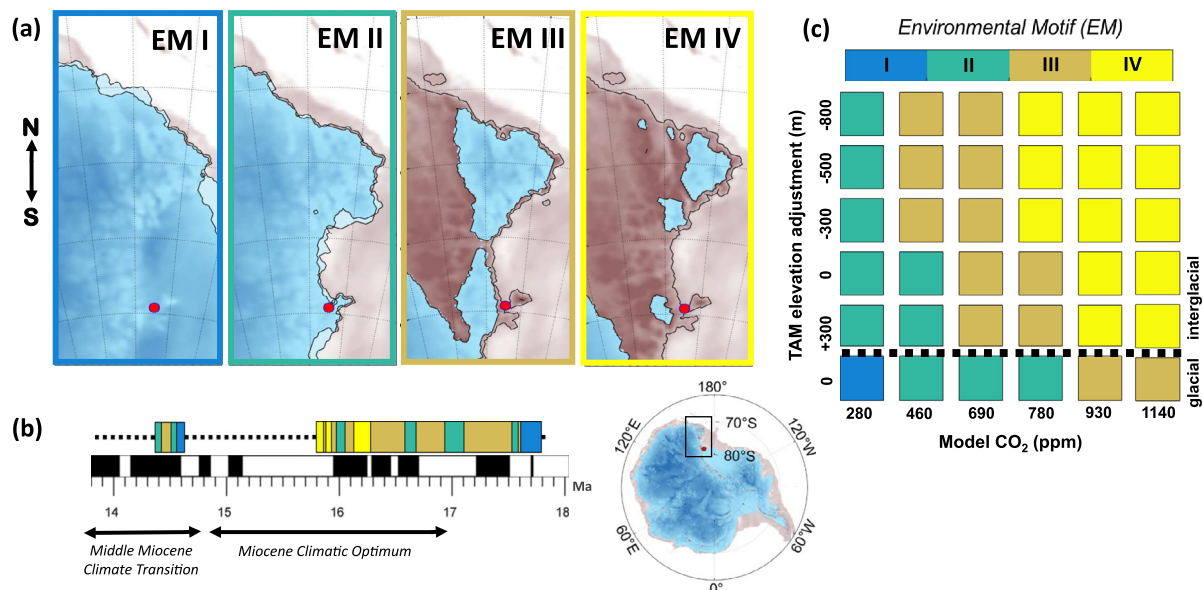 (a)
EM I
EM II
EM III
EM IV
N
S
(b)
14
15
16
17
18
Ma
Middle Miocene
Climate Transition
Miocene Climatic Optimum
180°
120°E
120°W
70°S
80°S
60°E
60°W
0°
(c)
Environmental Motif (EM)
I II III IV
TAM elevation adjustment (m)
-800
-500
-300
0
+300
0
interglacial
glacial
280 460 690 780 930 1140
Model CO₂ (ppm)